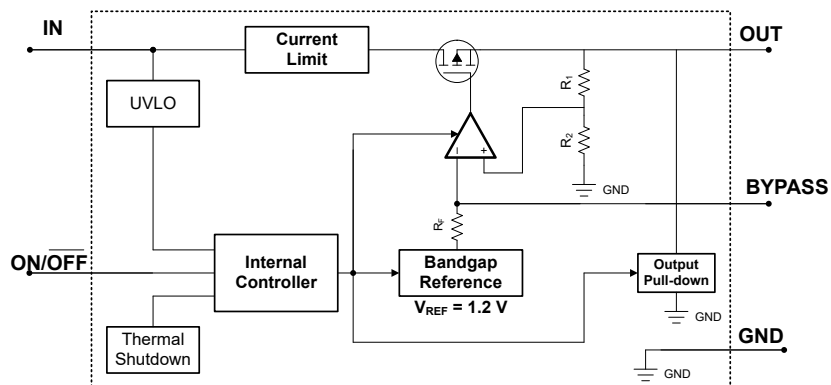 IN
Current
Limit
OUT
UVLO
R1
R2
− +
GND
BYPASS
RF
ON/OFF
Internal
Controller
Bandgap
Reference
VREF = 1.2 V
Output
Pull-down
GND
Thermal
Shutdown
GND
GND